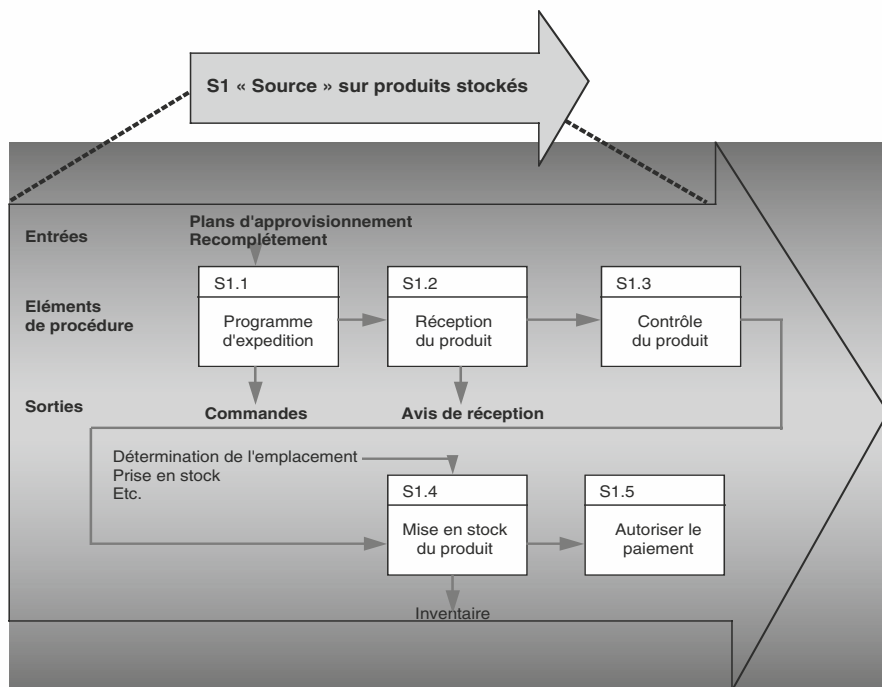 S1 « Source » sur produits stockés
Entrées
Plans d'approvisionnement
Recomplétement
Eléments
de procédure
S1.1
Programme
d'expedition
S1.2
Réception
du produit
S1.3
Contrôle
du produit
Sorties
Commandes
Avis de réception
Détermination de l'emplacement
Prise en stock
Etc.
S1.4
Mise en stock
du produit
S1.5
Autoriser le
paiement
Inventaire